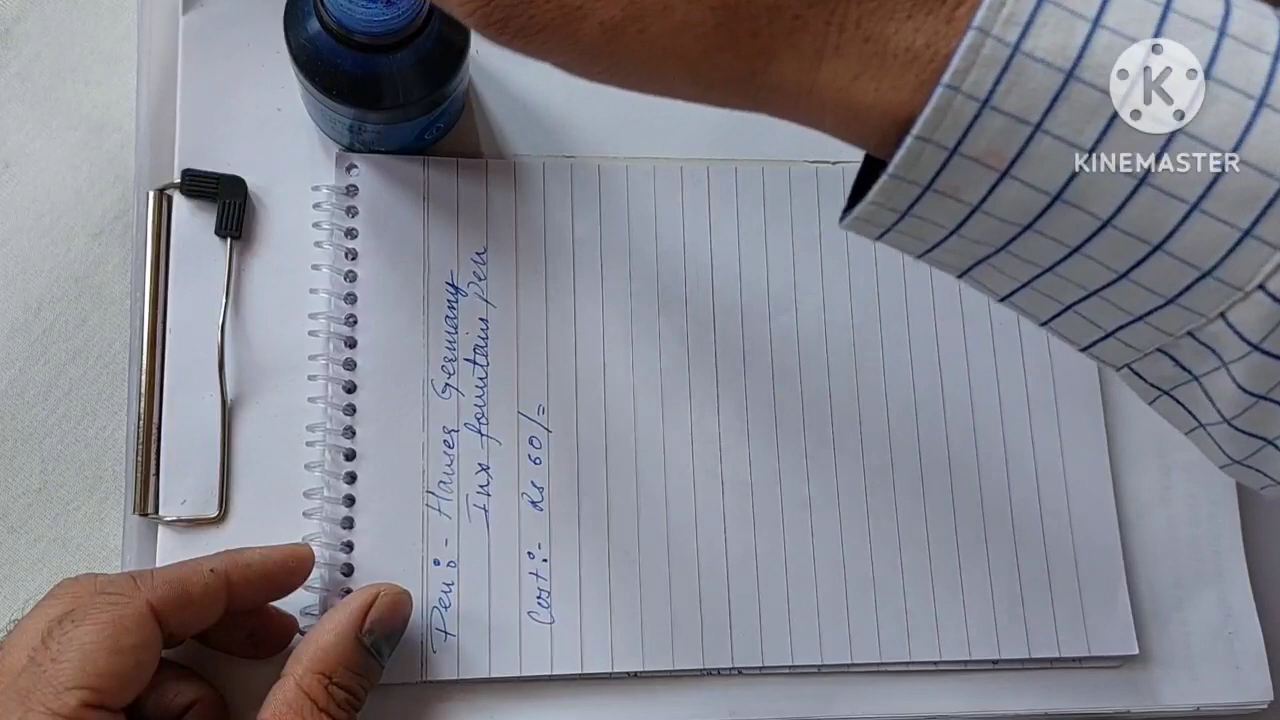 Pen:- Hauser Germany
Inx fountain Pen
Cost:- Rs 60/=
KINEMASTER